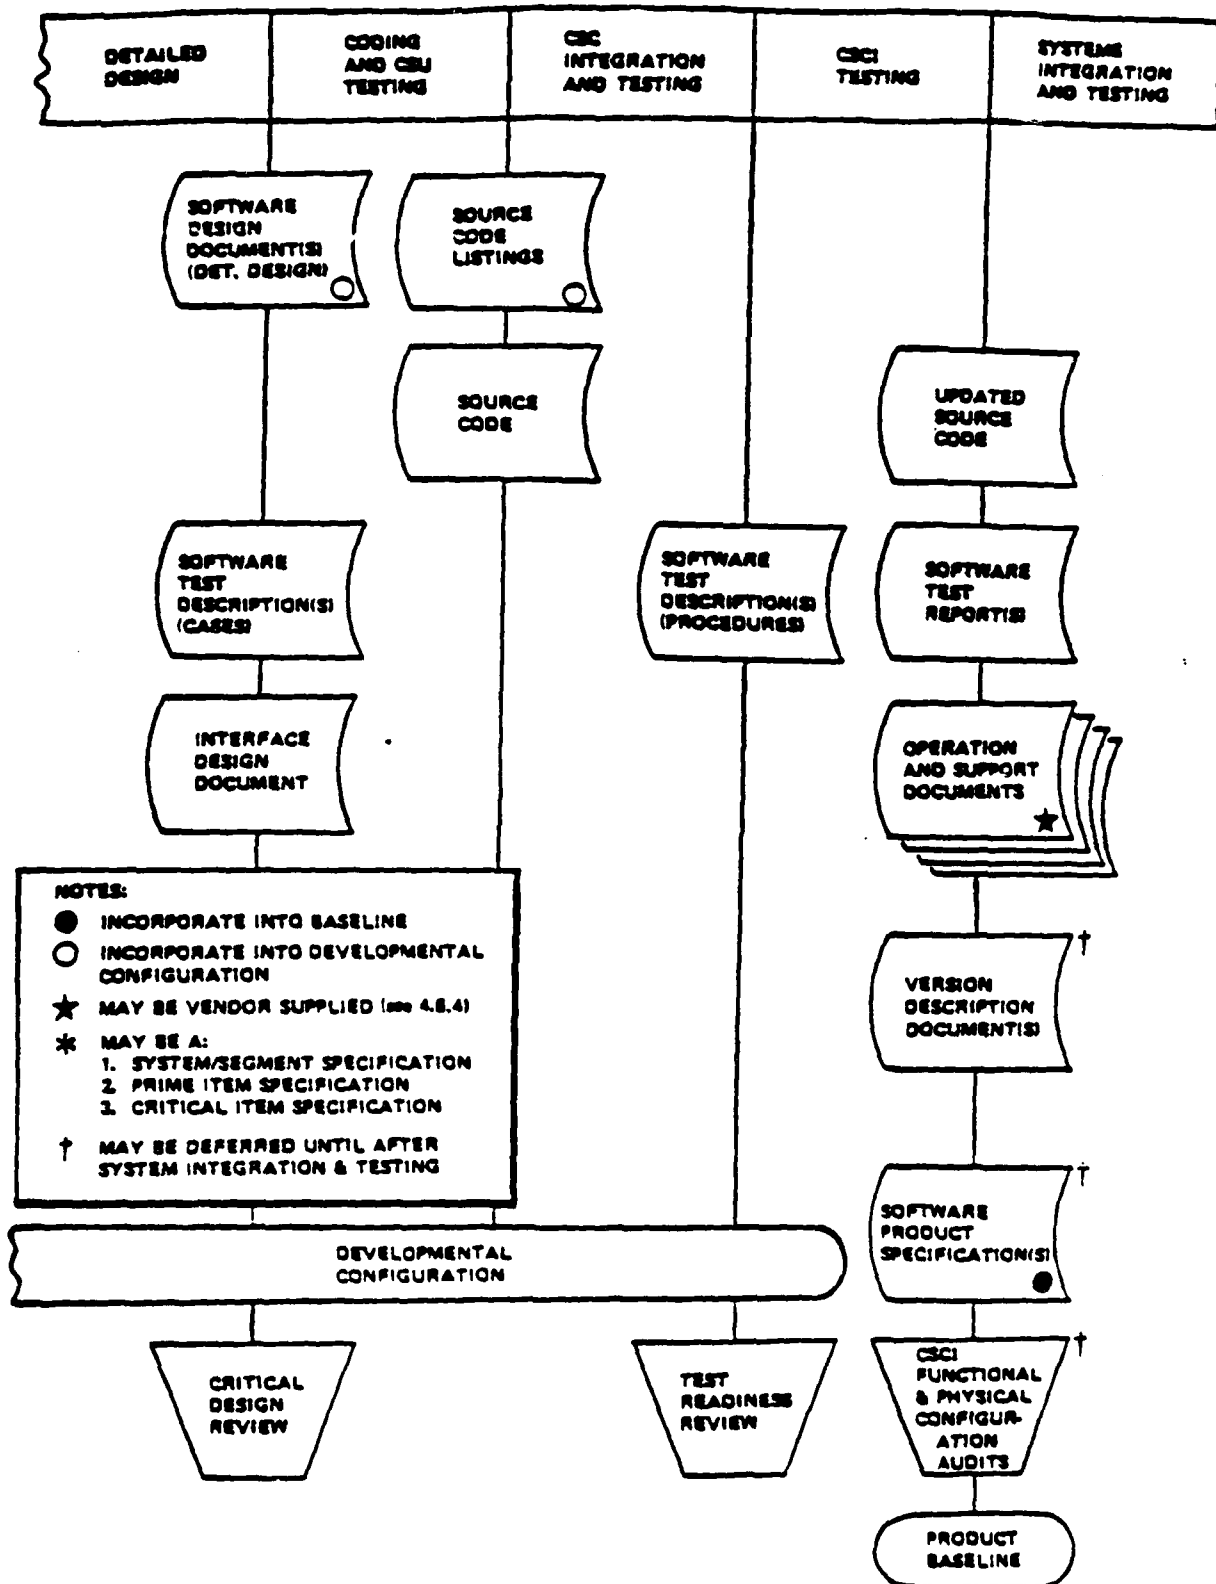 DETAILED
DESIGN
CODING
AND CSU
TESTING
CSC
INTEGRATION
AND TESTING
CSCI
TESTING
SYSTEMS
INTEGRATION
AND TESTING
SOFTWARE
DESIGN
DOCUMENT(S)
(DET. DESIGN)
SOURCE
CODE
LISTINGS
SOURCE
CODE
UPDATED
SOURCE
CODE
SOFTWARE
TEST
DESCRIPTION(S)
(CASES)
SOFTWARE
TEST
DESCRIPTION(S)
(PROCEDURES)
SOFTWARE
TEST
REPORT(S)
INTERFACE
DESIGN
DOCUMENT
OPERATION
AND SUPPORT
DOCUMENTS
★
NOTES:
● INCORPORATE INTO BASELINE
○ INCORPORATE INTO DEVELOPMENTAL
CONFIGURATION
★ MAY BE VENDOR SUPPLIED (see 4.6.4)
* MAY BE A:
1. SYSTEM/SEGMENT SPECIFICATION
2. PRIME ITEM SPECIFICATION
3. CRITICAL ITEM SPECIFICATION
† MAY BE DEFERRED UNTIL AFTER
SYSTEM INTEGRATION & TESTING
†
VERSION
DESCRIPTION
DOCUMENT(S)
†
SOFTWARE
PRODUCT
SPECIFICATION(S)
DEVELOPMENTAL
CONFIGURATION
CRITICAL
DESIGN
REVIEW
TEST
READINESS
REVIEW
†
CSCI
FUNCTIONAL
& PHYSICAL
CONFIGUR-
ATION
AUDITS
PRODUCT
BASELINE